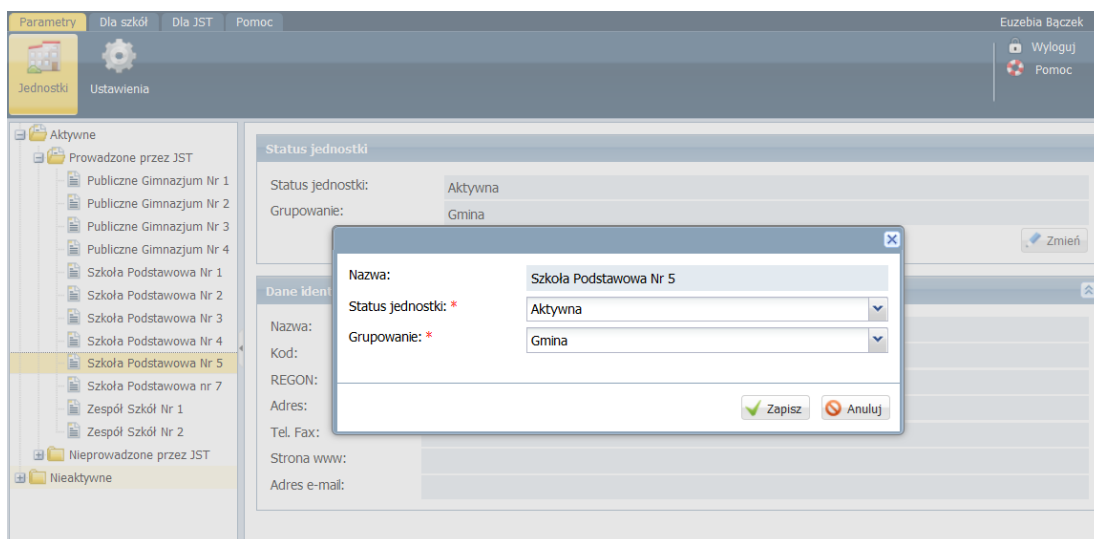 Parametry Dla szkół Dla JST Pomoc Euzebia Bączek
Wyloguj
Pomoc
Jednostki Ustawienia
Aktywne
Prowadzone przez JST
Publiczne Gimnazjum Nr 1
Publiczne Gimnazjum Nr 2
Publiczne Gimnazjum Nr 3
Publiczne Gimnazjum Nr 4
Szkoła Podstawowa Nr 1
Szkoła Podstawowa Nr 2
Szkoła Podstawowa Nr 3
Szkoła Podstawowa Nr 4
Szkoła Podstawowa Nr 5
Szkoła Podstawowa nr 7
Zespół Szkół Nr 1
Zespół Szkół Nr 2
Nieprowadzone przez JST
Nieaktywne
Status jednostki
Status jednostki: Aktywna
Grupowanie: Gmina
Zmień
Dane ident
Nazwa:
Kod:
REGON:
Adres:
Tel. Fax:
Strona www:
Adres e-mail:
Nazwa: Szkoła Podstawowa Nr 5
Status jednostki: * Aktywna
Grupowanie: * Gmina
Zapisz Anuluj